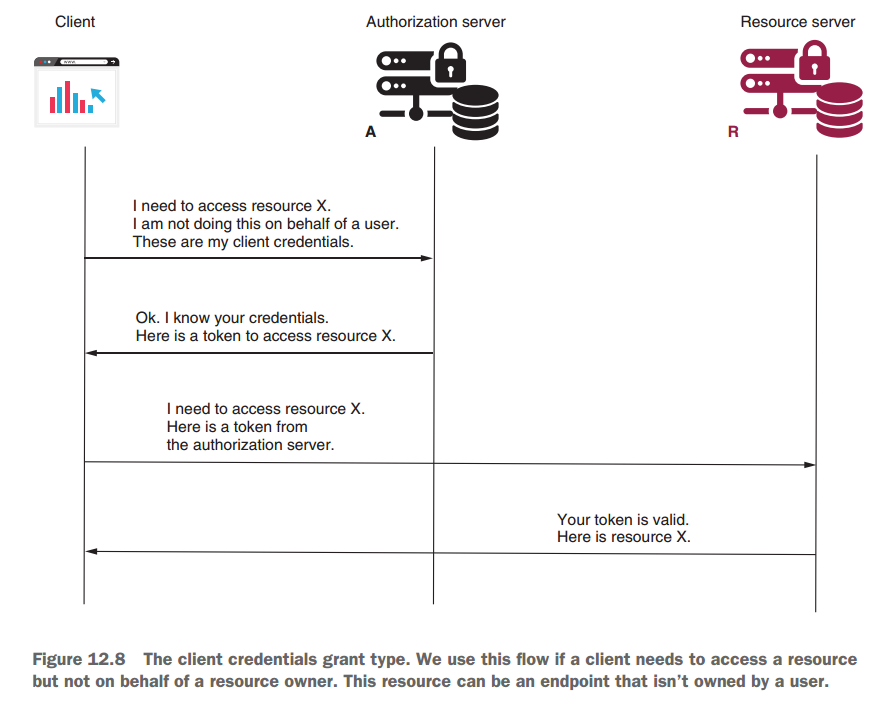 Client
Authorization server
Resource server
www.
A
R
I need to access resource X.
I am not doing this on behalf of a user.
These are my client credentials.
Ok. I know your credentials.
Here is a token to access resource X.
I need to access resource X.
Here is a token from
the authorization server.
Your token is valid.
Here is resource X.
Figure 12.8 The client credentials grant type. We use this flow if a client needs to access a resource
but not on behalf of a resource owner. This resource can be an endpoint that isn’t owned by a user.